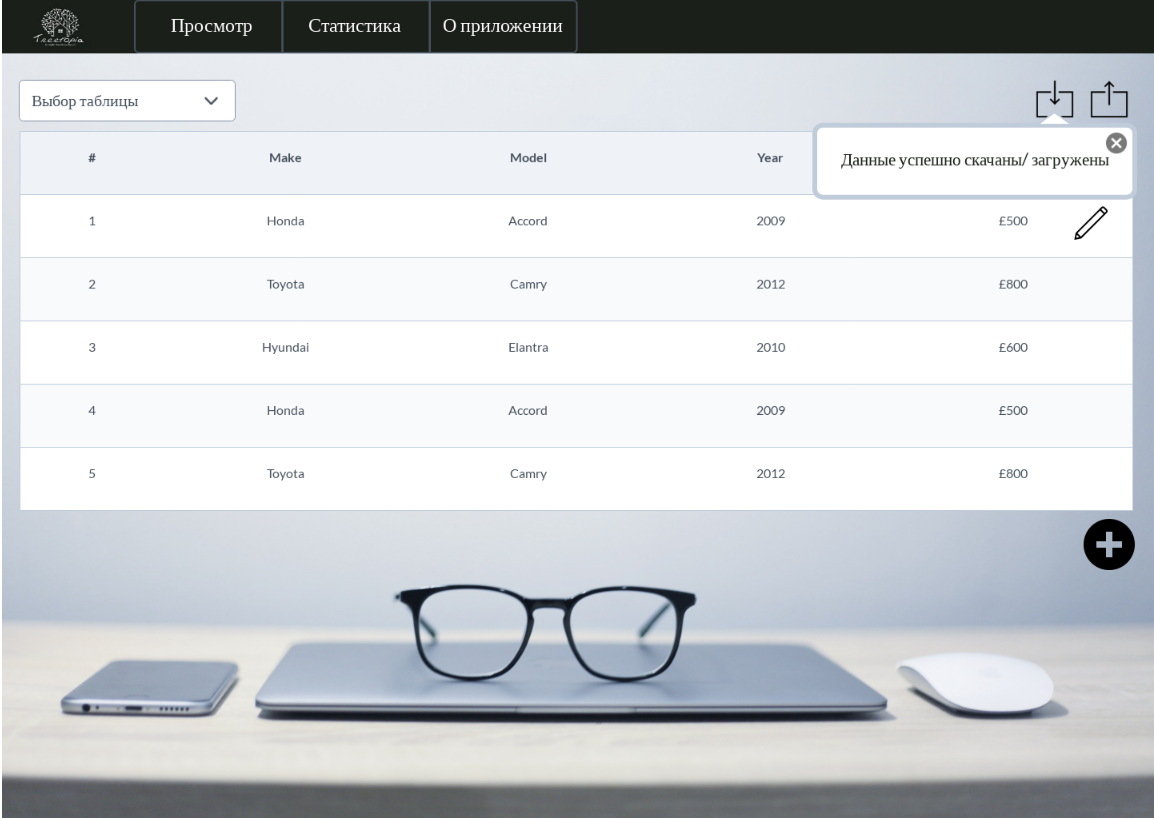 Treetopia
Просмотр Статистика О приложении
Выбор таблицы
Данные успешно скачаны/ загружены
# Make Model Year
1 Honda Accord 2009 £500
2 Toyota Camry 2012 £800
3 Hyundai Elantra 2010 £600
4 Honda Accord 2009 £500
5 Toyota Camry 2012 £800